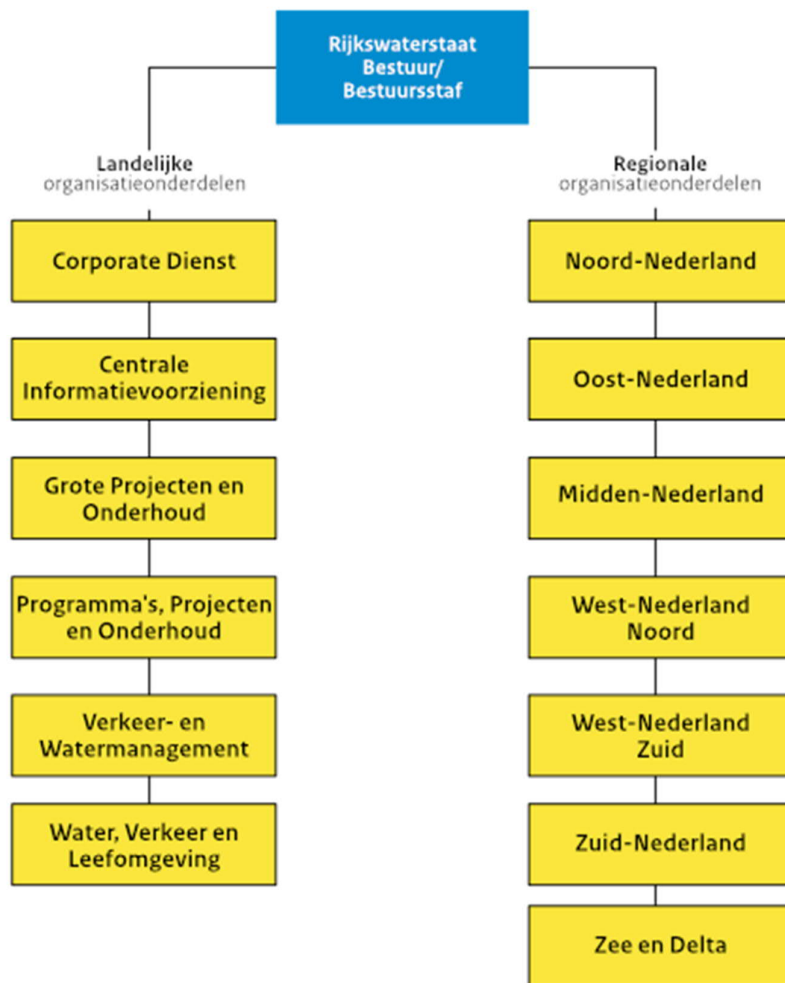 Rijkswaterstaat
Bestuur/
Bestuursstaf
Landelijke
organisatieonderdelen
Corporate Dienst
Centrale
Informatievoorziening
Grote Projecten en
Onderhoud
Programma's, Projecten
en Onderhoud
Verkeer- en
Watermanagement
Water, Verkeer en
Leefomgeving
Regionale
organisatieonderdelen
Noord-Nederland
Oost-Nederland
Midden-Nederland
West-Nederland
Noord
West-Nederland
Zuid
Zuid-Nederland
Zee en Delta